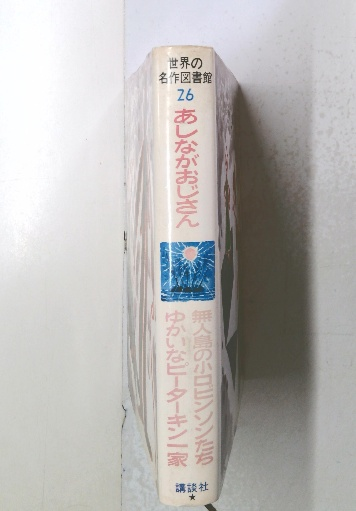 世界の
名作図書館
26
あしながおじさん
無人島の小ロビンソンたち
ゆかいなピーターキン一家
講談社
★